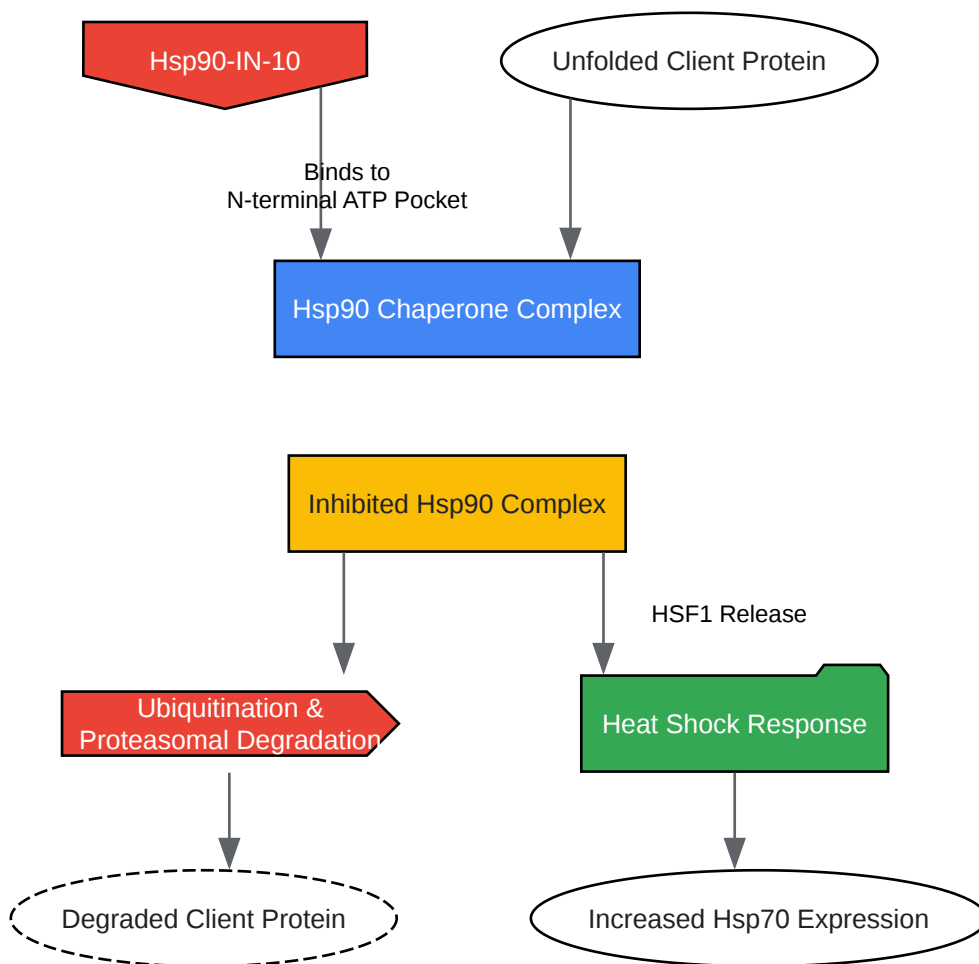 Hsp90-IN-10
Unfolded Client Protein
Binds to
N-terminal ATP Pocket
Hsp90 Chaperone Complex
Inhibited Hsp90 Complex
HSF1 Release
Ubiquitination &
Proteasomal Degradation
Heat Shock Response
Degraded Client Protein
Increased Hsp70 Expression